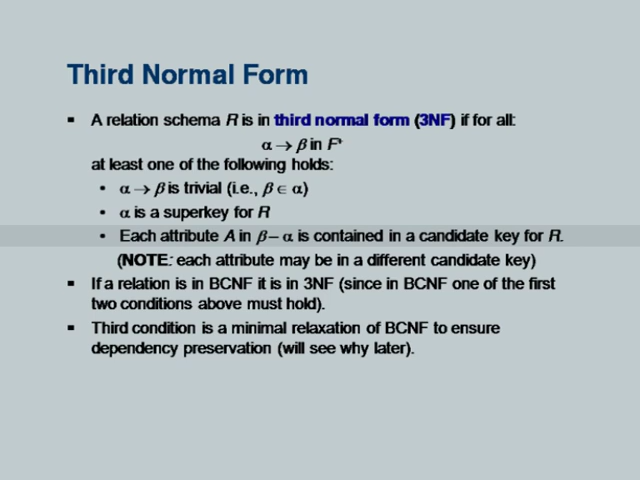 Third Normal Form
▪ A relation schema R is in third normal form (3NF) if for all:
α → β in F+
at least one of the following holds:
• α → β is trivial (i.e., β ∈ α)
• α is a superkey for R
• Each attribute A in β – α is contained in a candidate key for R.
(NOTE: each attribute may be in a different candidate key)
▪ If a relation is in BCNF it is in 3NF (since in BCNF one of the first
two conditions above must hold).
▪ Third condition is a minimal relaxation of BCNF to ensure
dependency preservation (will see why later).